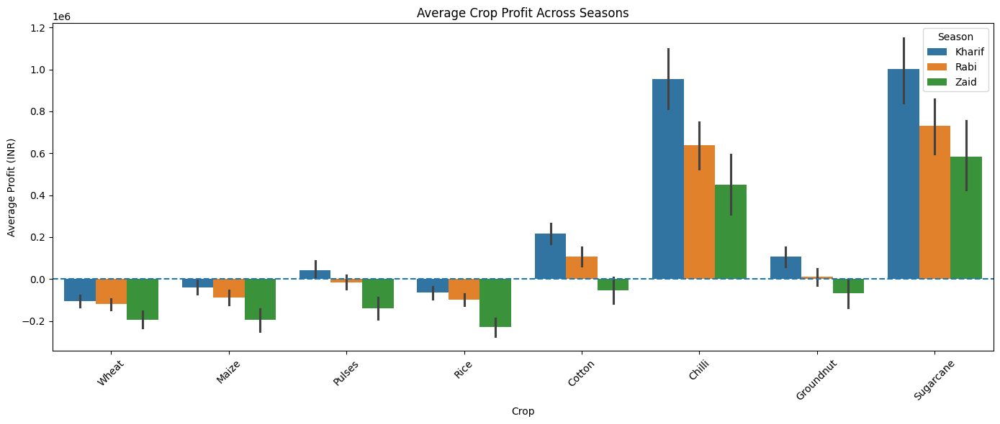 Average Crop Profit Across Seasons
1e6
Season
Kharif
Rabi
Zaid
1.2
1.0
0.8
0.6
0.4
0.2
0.0
−0.2
Average Profit (INR)
Wheat
Maize
Pulses
Rice
Cotton
Chilli
Groundnut
Sugarcane
Crop